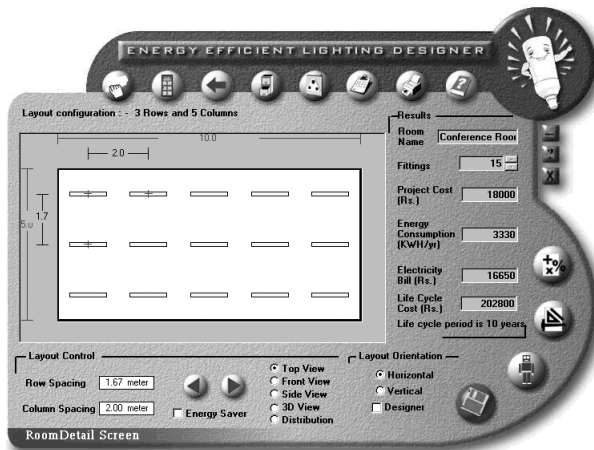 ENERGY EFFICIENT LIGHTING DESIGNER
Layout configuration : - 3 Rows and 5 Columns
10.0
2.0
1.7
5.0
Results
Room Name Conference Roo
Fittings 15
Project Cost (Rs.) 18000
Energy Consumption (KWH/yr) 3330
Electricity Bill (Rs.) 16650
Life Cycle Cost (Rs.) 202800
Life cycle period is 10 years
Layout Control
Row Spacing 1.67 meter
Column Spacing 2.00 meter
Energy Saver
Top View
Front View
Side View
3D View
Distribution
Layout Orientation
Horizontal
Vertical
Designer
RoomDetail Screen